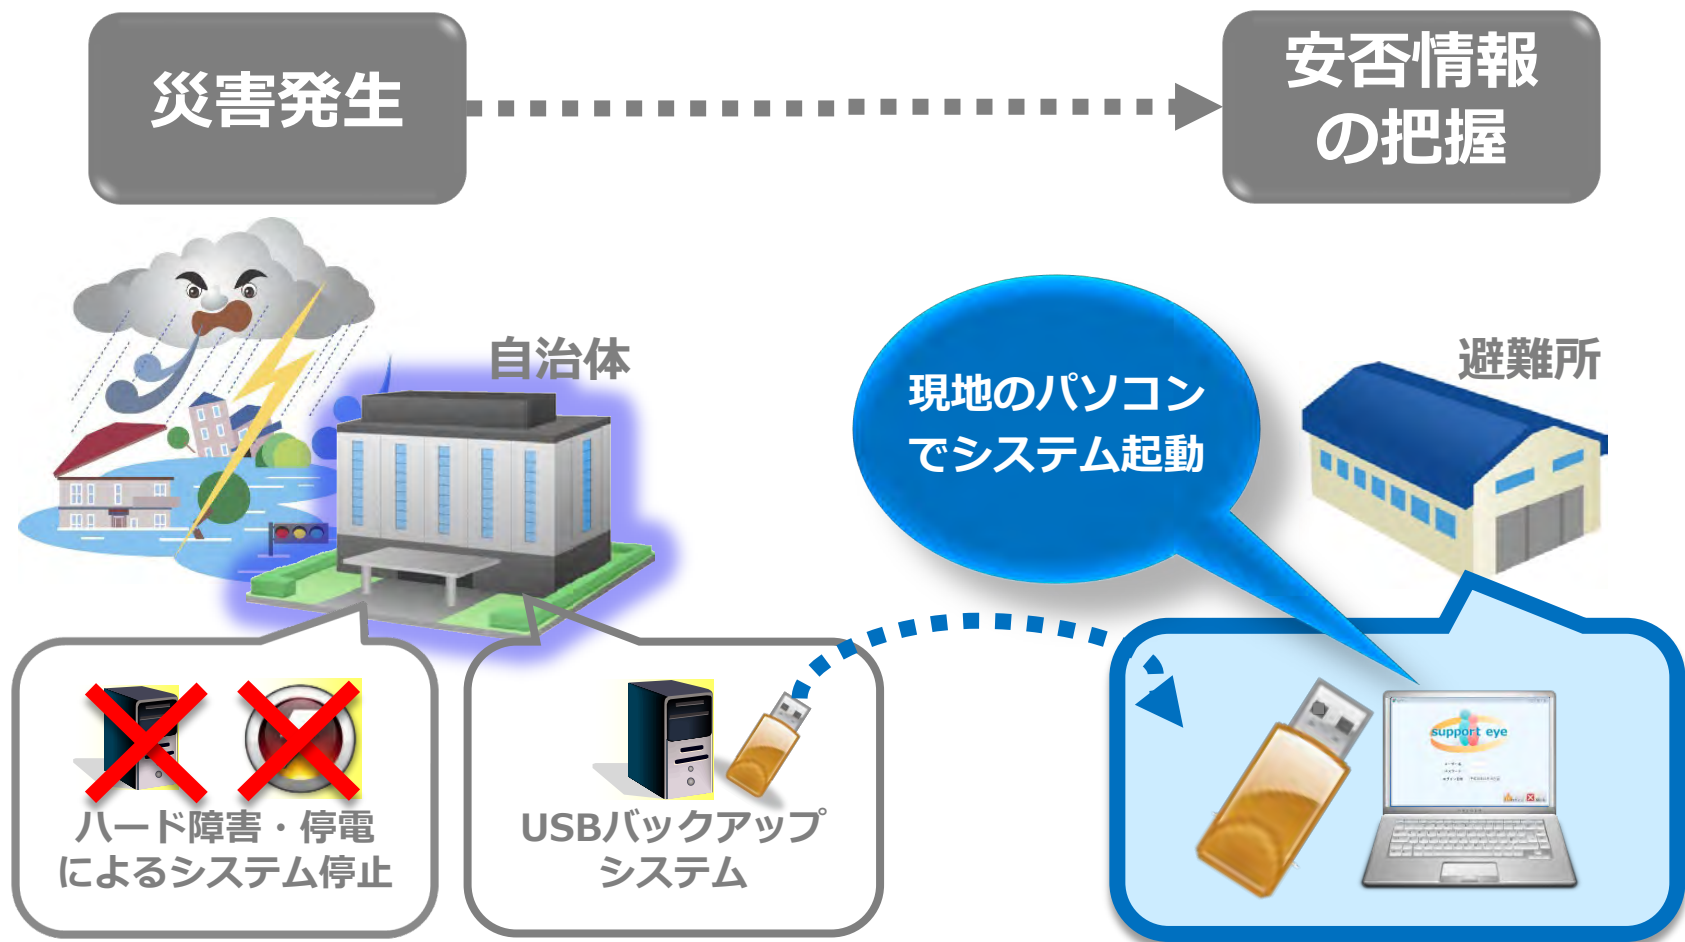 災害発生
安否情報
の把握
自治体
避難所
現地のパソコン
でシステム起動
ハード障害・停電
によるシステム停止
USBバックアップ
システム
support eye